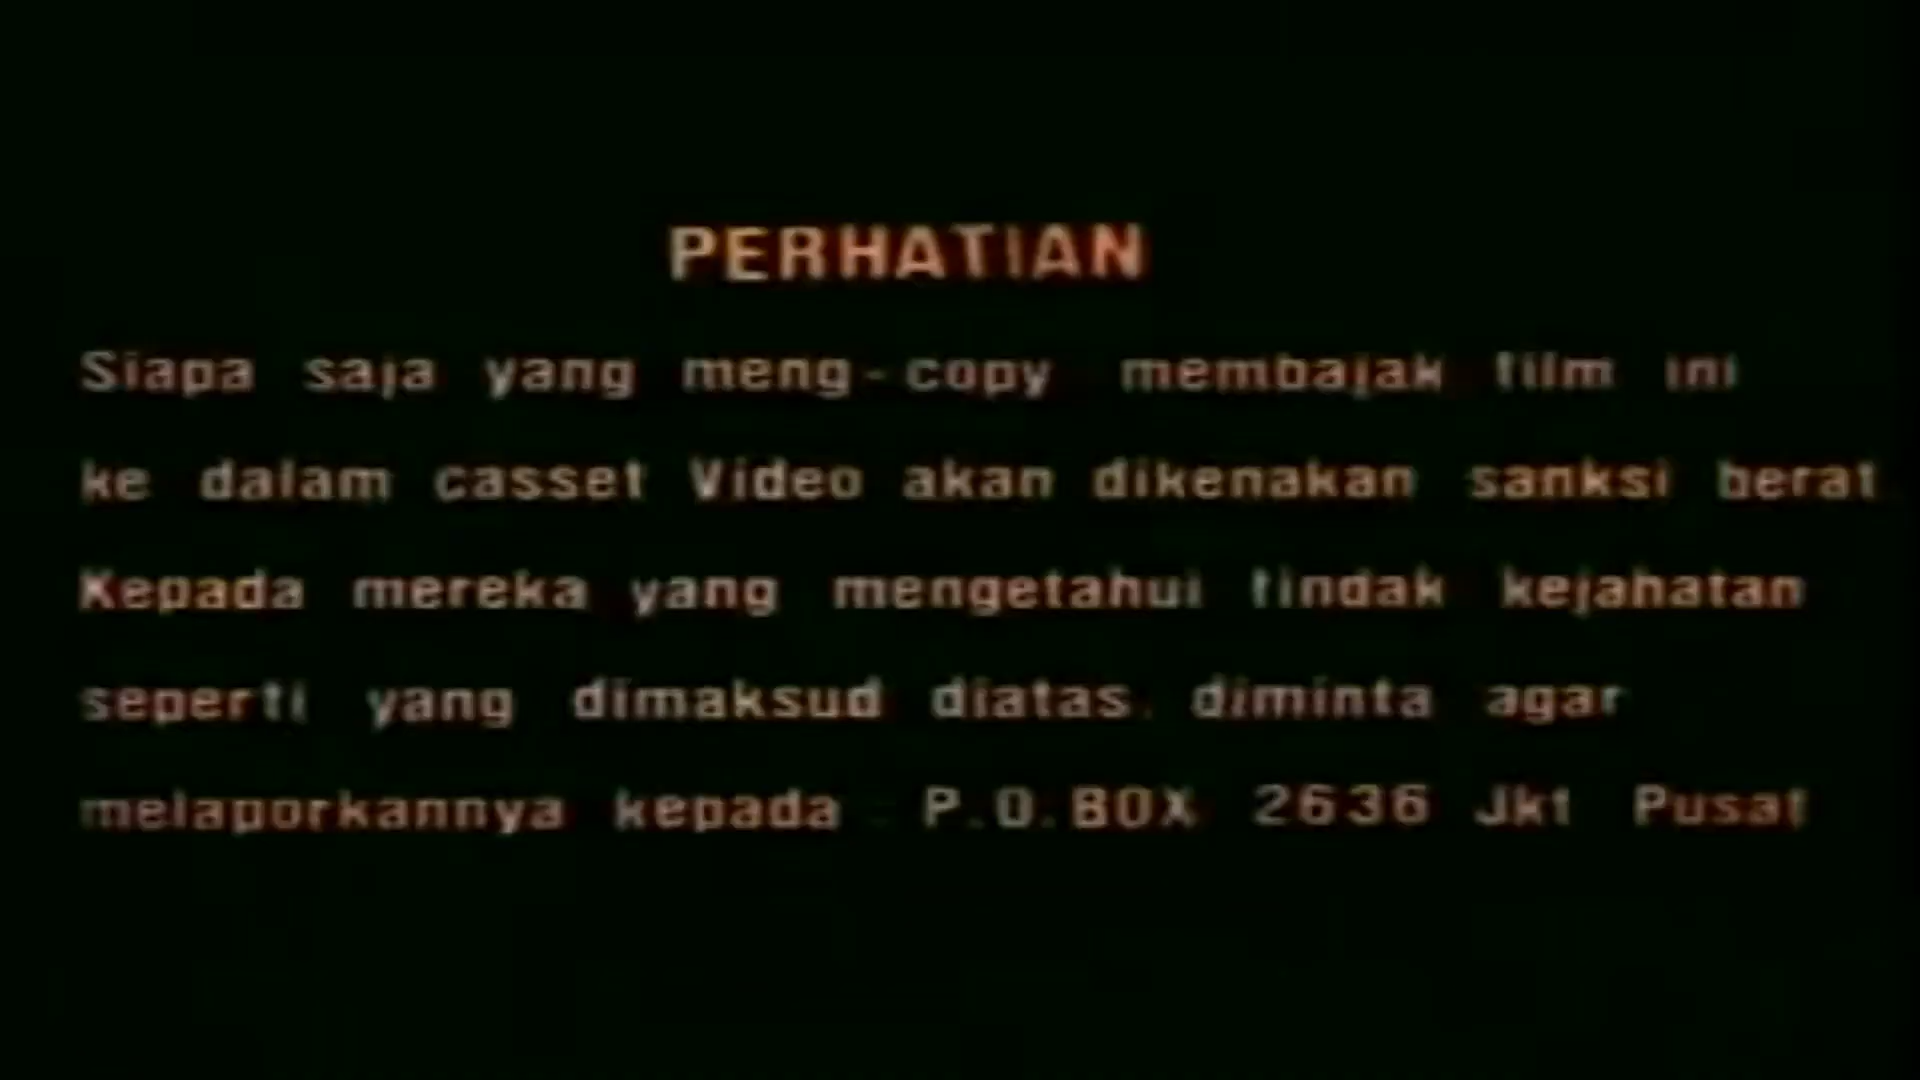 PERHATIAN
Siapa saja yang meng-copy membajak film ini
ke dalam casset Video akan dikenakan sanksi berat
Kepada mereka yang mengetahui tindak kejahatan
seperti yang dimaksud diatas. diminta agar
melaporkannya kepada P.O.BOX 2636 Jkt Pusat